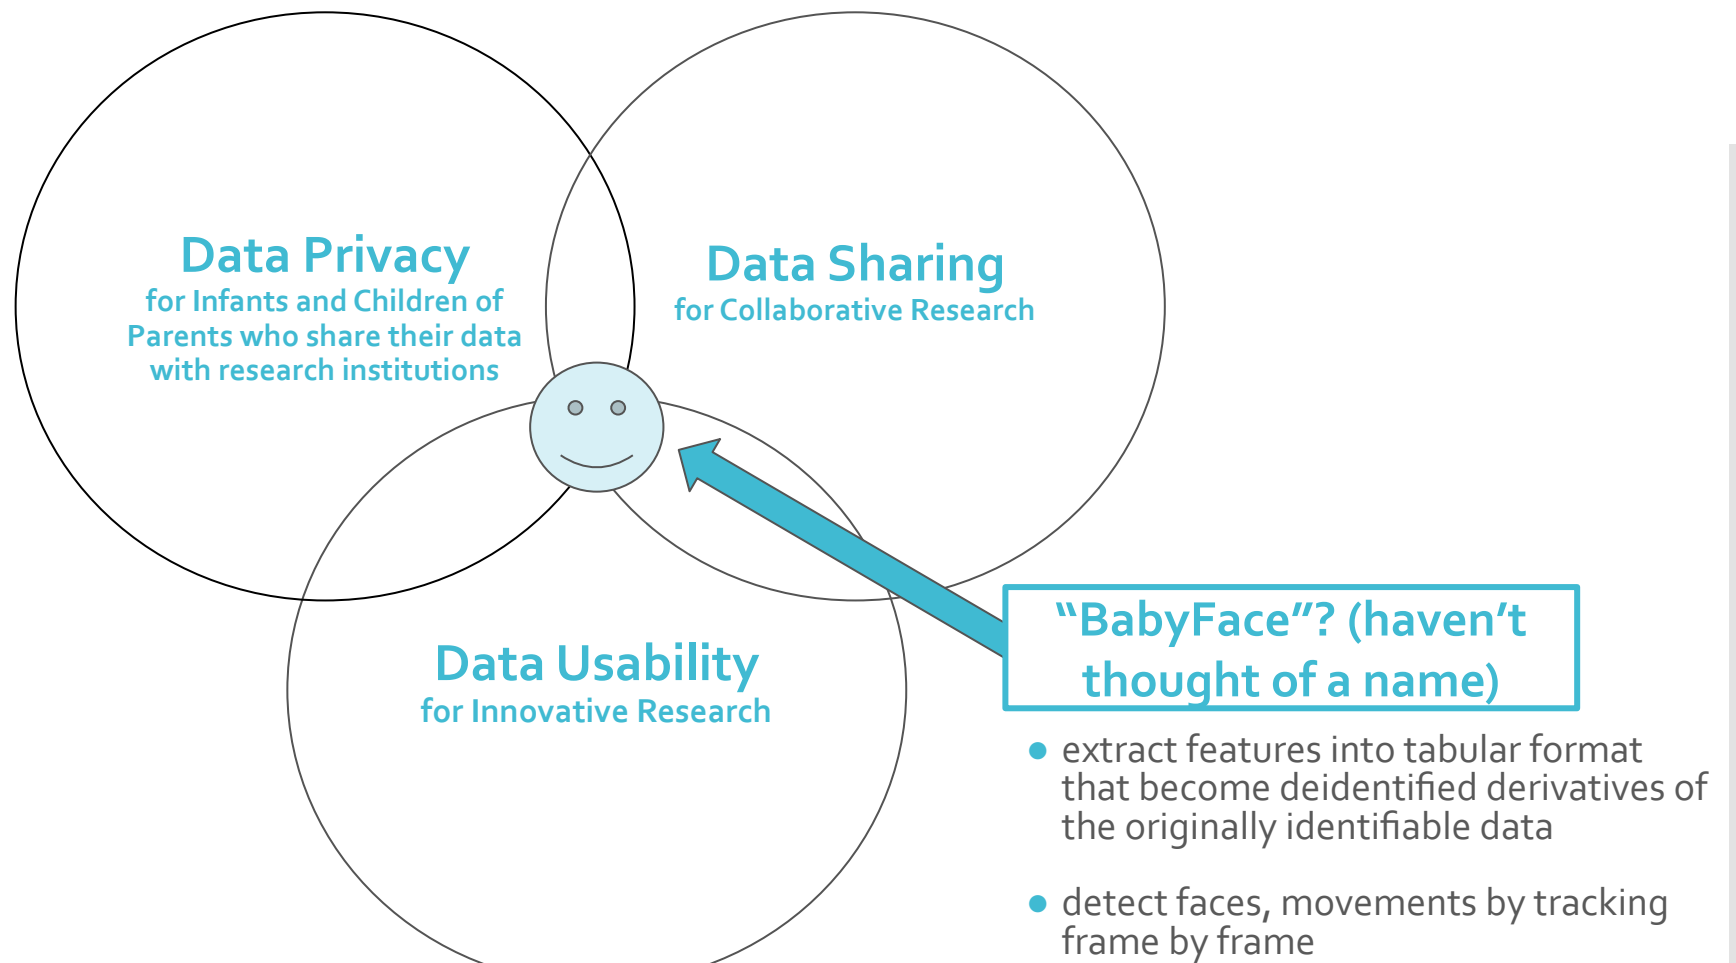 Data Privacy
for Infants and Children of
Parents who share their data
with research institutions
Data Sharing
for Collaborative Research
Data Usability
for Innovative Research
“BabyFace”? (haven’t
thought of a name)
● extract features into tabular format
that become deidentified derivatives of
the originally identifiable data
● detect faces, movements by tracking
frame by frame